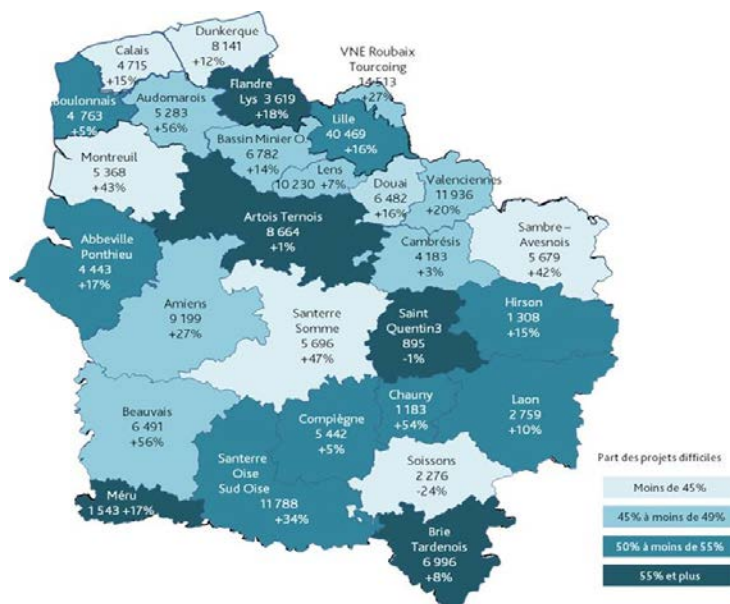 Dunkerque
8 141
+12%
Calais
4 715
+15%
VNE Roubaix
Tourcoing
14 513
+27%
Flandre
Lys 3 619
+18%
Boulonnais
4 763
+5%
Audomarois
5 283
+56%
Lille
40 469
+16%
Bassin Minier O.
6 782
+14%
Montreuil
5 368
+43%
Lens
10 230 +7%
Douai
6 482
+16%
Valenciennes
11 936
+20%
Artois Ternois
8 664
+1%
Sambre–
Avesnois
5 679
+42%
Abbeville
Ponthieu
4 443
+17%
Cambrésis
4 183
+3%
Amiens
9 199
+27%
Santerre
Somme
5 696
+47%
Saint
Quentin3
895
-1%
Hirson
1 308
+15%
Beauvais
6 491
+56%
Compiègne
5 442
+5%
Chauny
1 183
+54%
Laon
2 759
+10%
Santerre
Oise
Sud Oise
11 788
+34%
Soissons
2 276
-24%
Méru
1 543 +17%
Brie
Tardenois
6 996
+8%
Part des projets difficiles
Moins de 45%
45% à moins de 49%
50% à moins de 55%
55% et plus